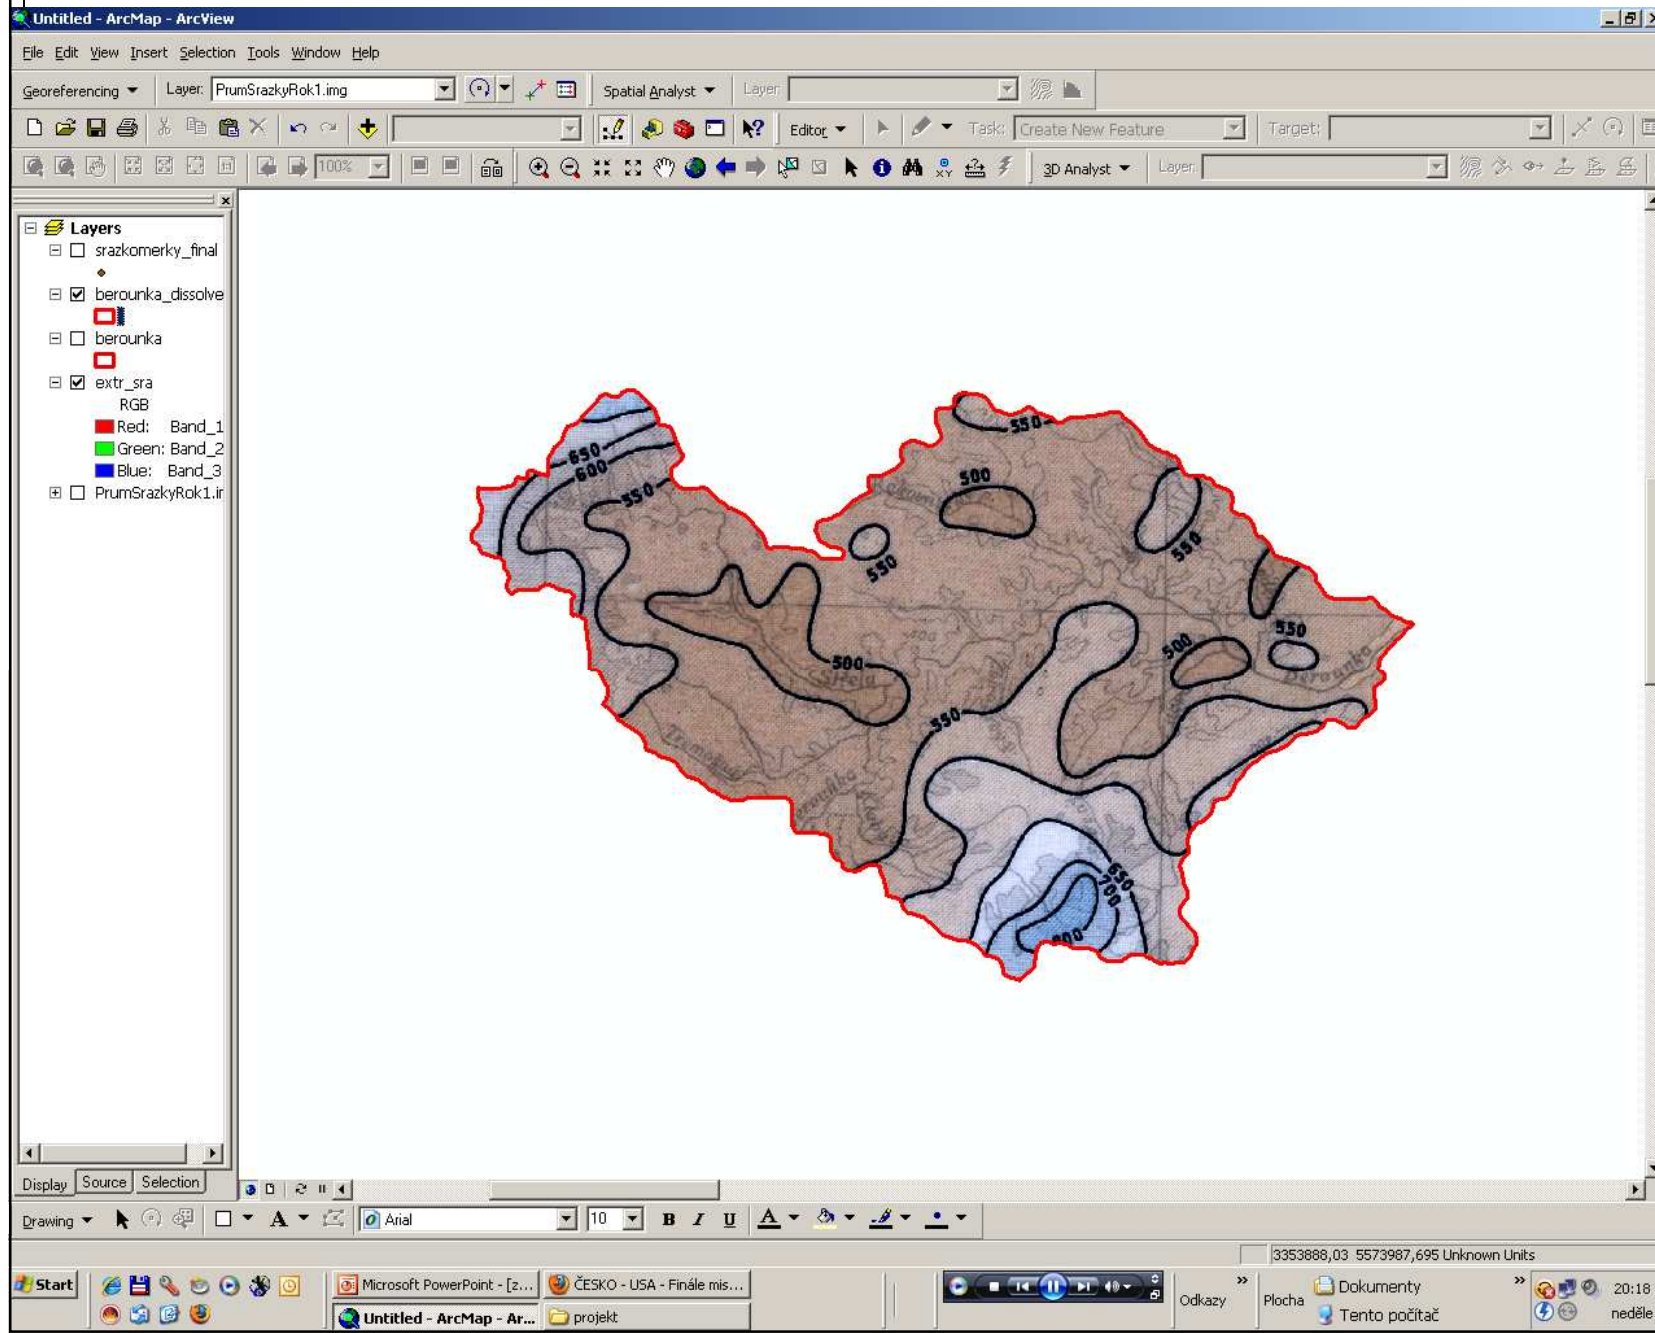 Untitled - ArcMap - ArcView
File Edit View Insert Selection Tools Window Help
Georeferencing Layer: PrumSrazkyRok1.img Spatial Analyst Layer:
Editor Task: Create New Feature Target:
100% 3D Analyst Layer:
Layers
srazkomerky_final
berounka_dissolve
berounka
extr_sra
RGB
Red: Band_1
Green: Band_2
Blue: Band_3
PrumSrazkyRok1.ir
550
650
600
500
550
550
550
550
500
500
Střela
Berounka
550
Třemošná
650
700
Display Source Selection
Drawing A Arial 10 B I U A
3353888,03 5573987,695 Unknown Units
Start Microsoft PowerPoint - [z... ČESKO - USA - Finále mis... Odkazy Plocha Dokumenty 20:18
Untitled - ArcMap - Ar... projekt Tento počítač neděle